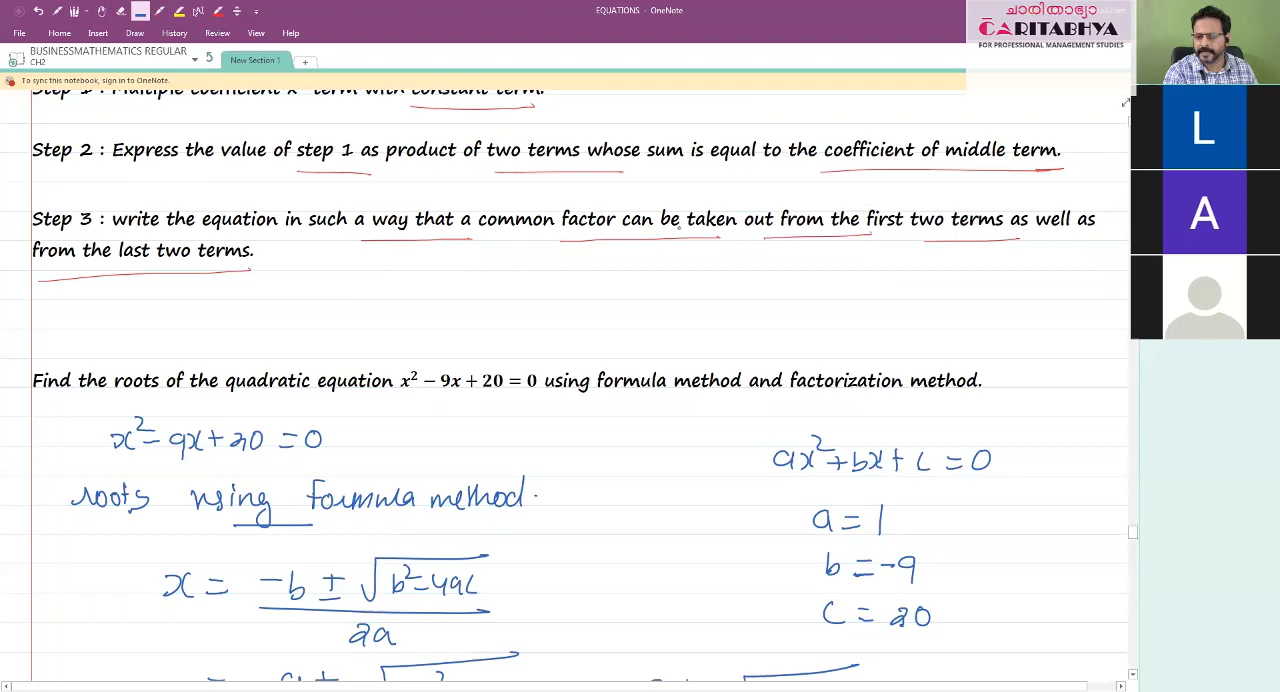 EQUATIONS - OneNote
ചാരിതാഭ്യാ
CARITABHYA
FOR PROFESSIONAL MANAGEMENT STUDIES
File Home Insert Draw History Review View Help
BUSINESSMATHEMATICS REGULAR
CH2
New Section 1
To sync this notebook, sign in to OneNote.
constant term.
Step 2 : Express the value of step 1 as product of two terms whose sum is equal to the coefficient of middle term.
Step 3 : write the equation in such a way that a common factor can be taken out from the first two terms as well as
from the last two terms.
Find the roots of the quadratic equation x² − 9x + 20 = 0 using formula method and factorization method.
x² - 9x + 20 = 0
ax² + bx + c = 0
roots using formula method.
a = 1
b = -9
x = -b ± √b² - 4ac
2a
c = 20
L
A